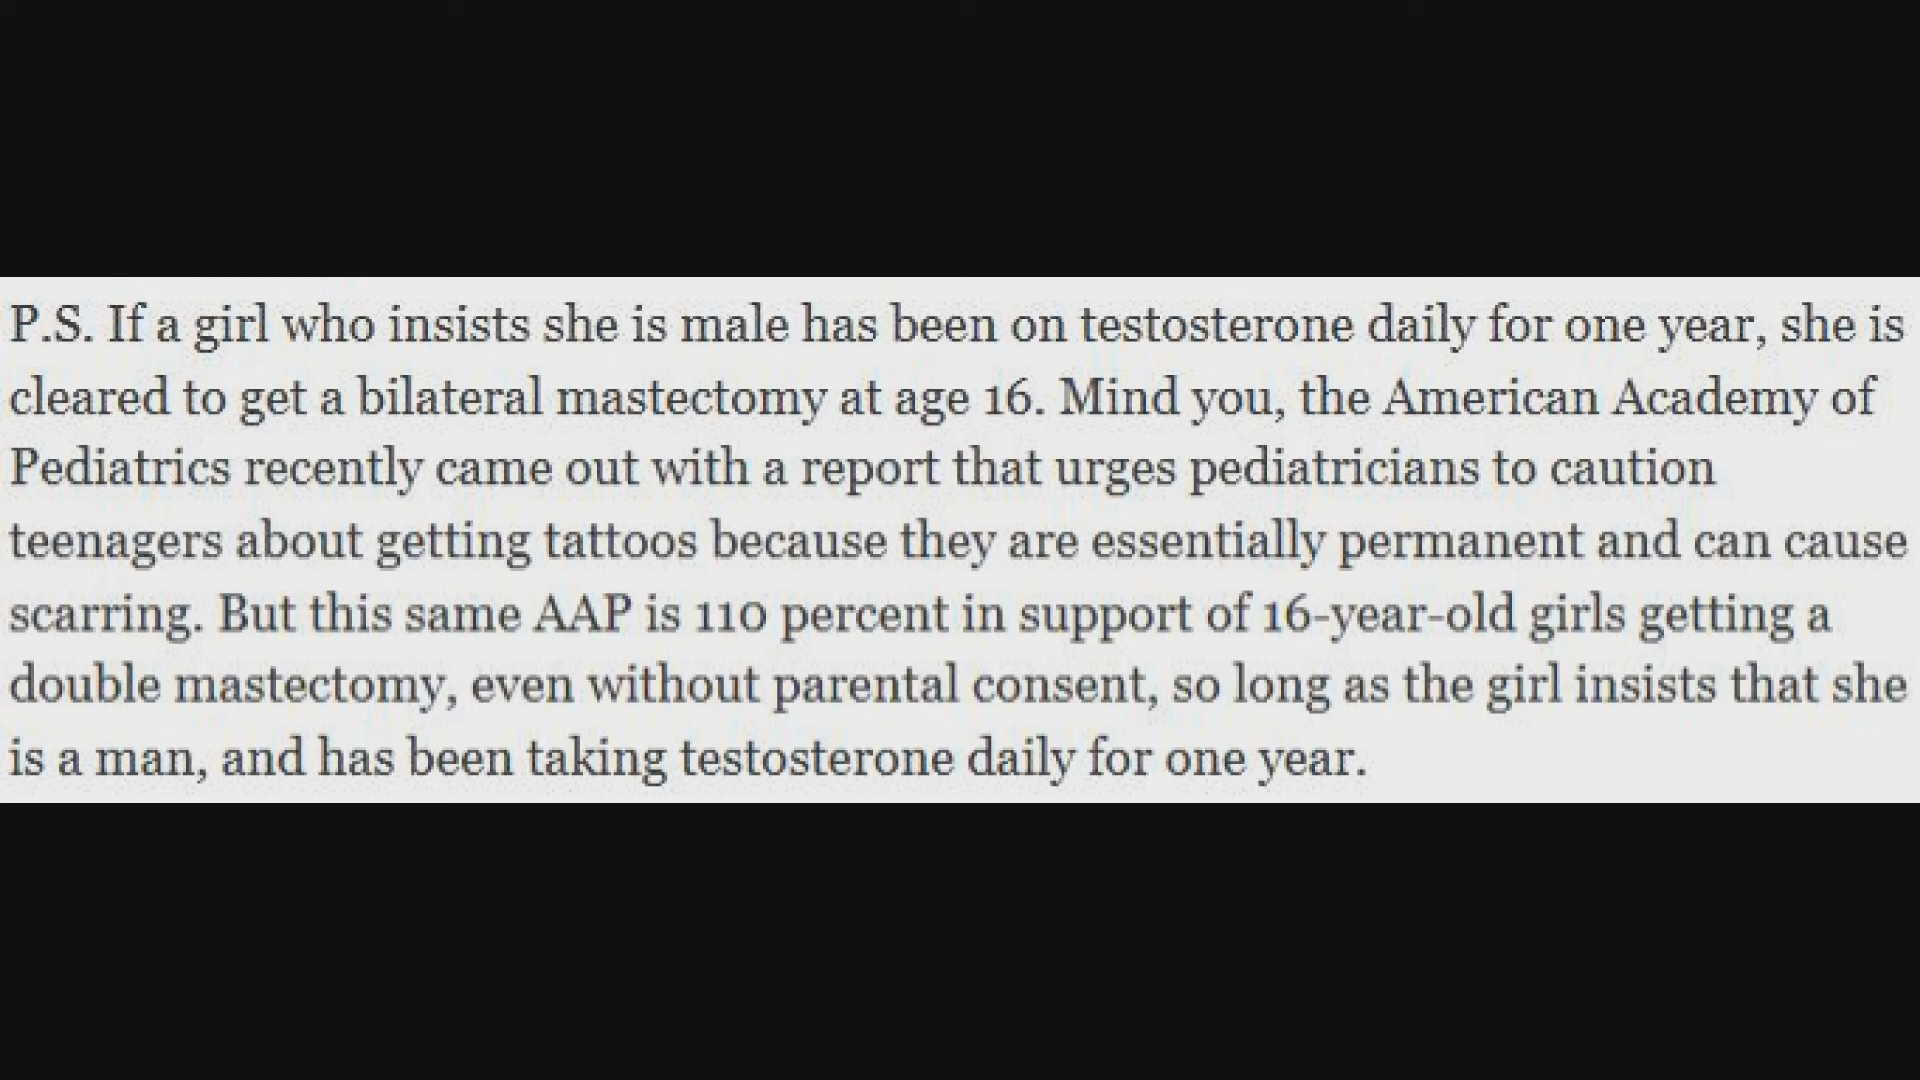 P.S. If a girl who insists she is male has been on testosterone daily for one year, she is
cleared to get a bilateral mastectomy at age 16. Mind you, the American Academy of
Pediatrics recently came out with a report that urges pediatricians to caution
teenagers about getting tattoos because they are essentially permanent and can cause
scarring. But this same AAP is 110 percent in support of 16-year-old girls getting a
double mastectomy, even without parental consent, so long as the girl insists that she
is a man, and has been taking testosterone daily for one year.